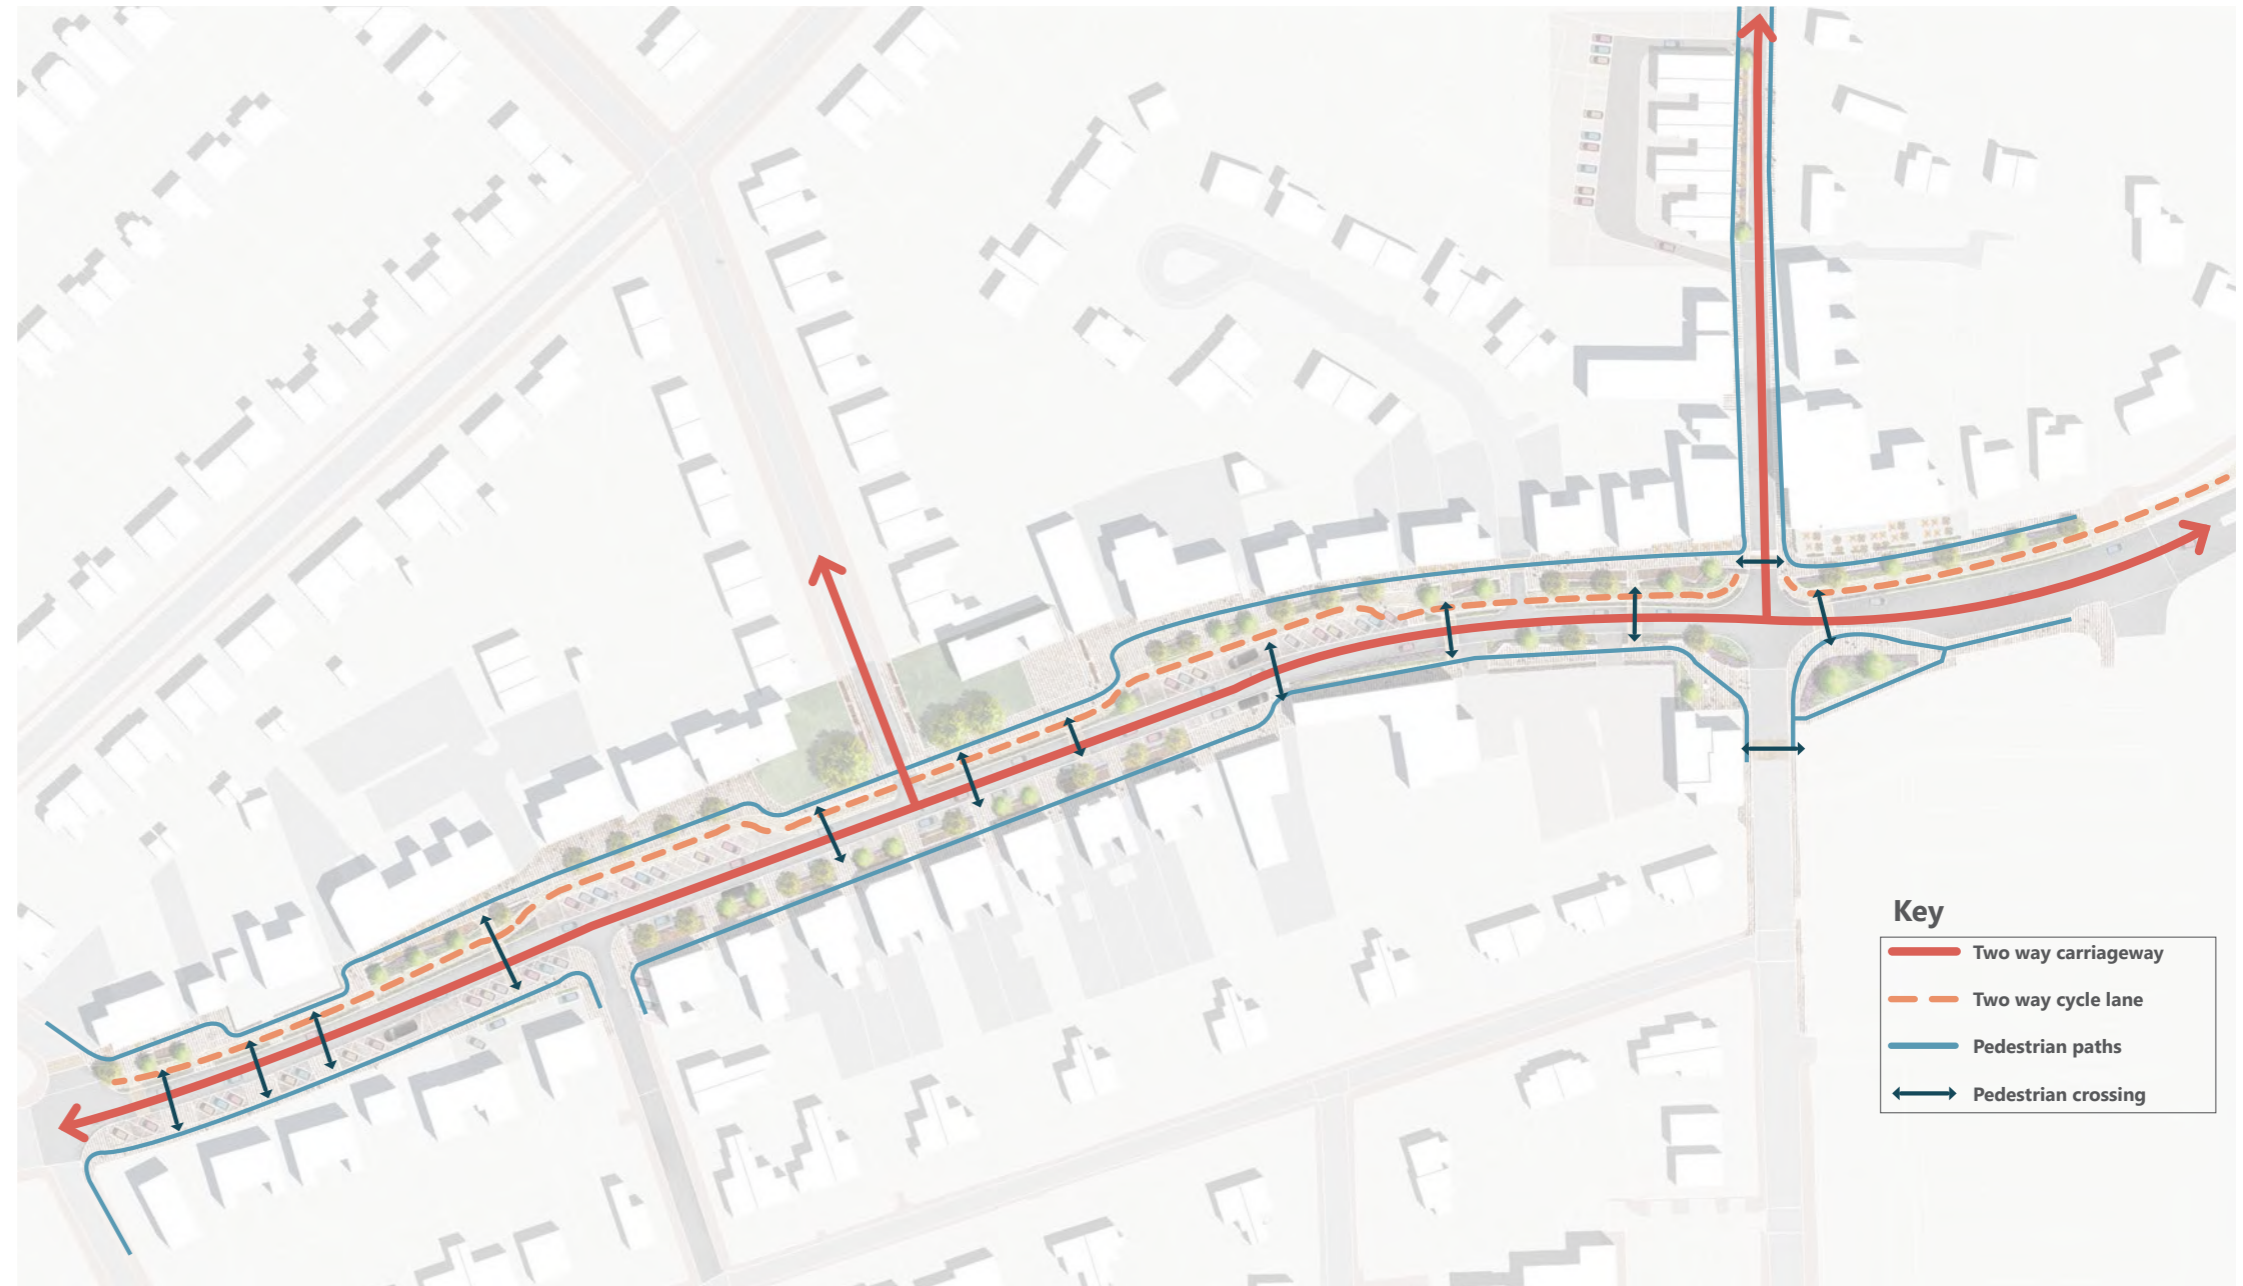 Key
Two way carriageway
Two way cycle lane
Pedestrian paths
Pedestrian crossing